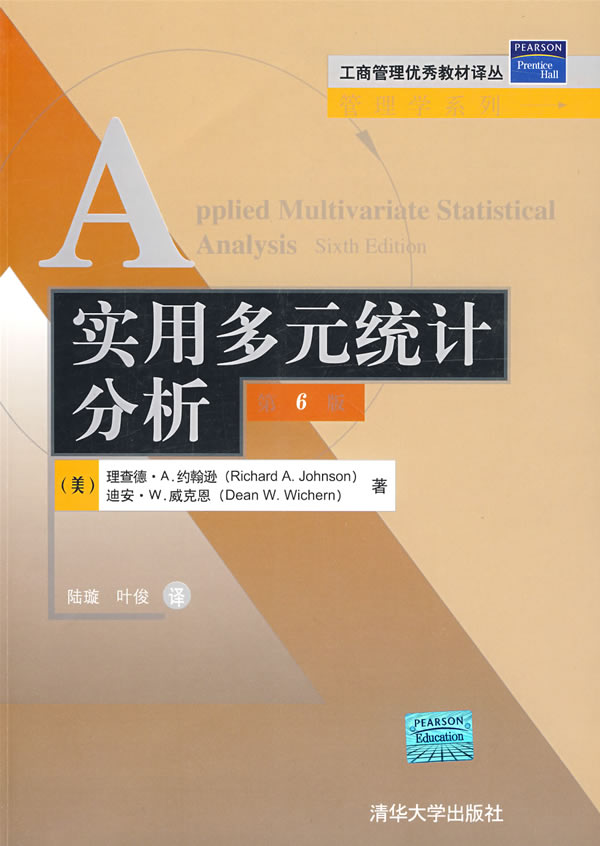 工商管理优秀教材译丛
PEARSON
Prentice
Hall
管理学系列
Applied Multivariate Statistical
Analysis Sixth Edition
实用多元统计
分析
第6版
(美)
理查德·A.约翰逊(Richard A. Johnson)
迪安·W.威克恩(Dean W. Wichern)
著
陆璇 叶俊 译
PEARSON
Education
清华大学出版社